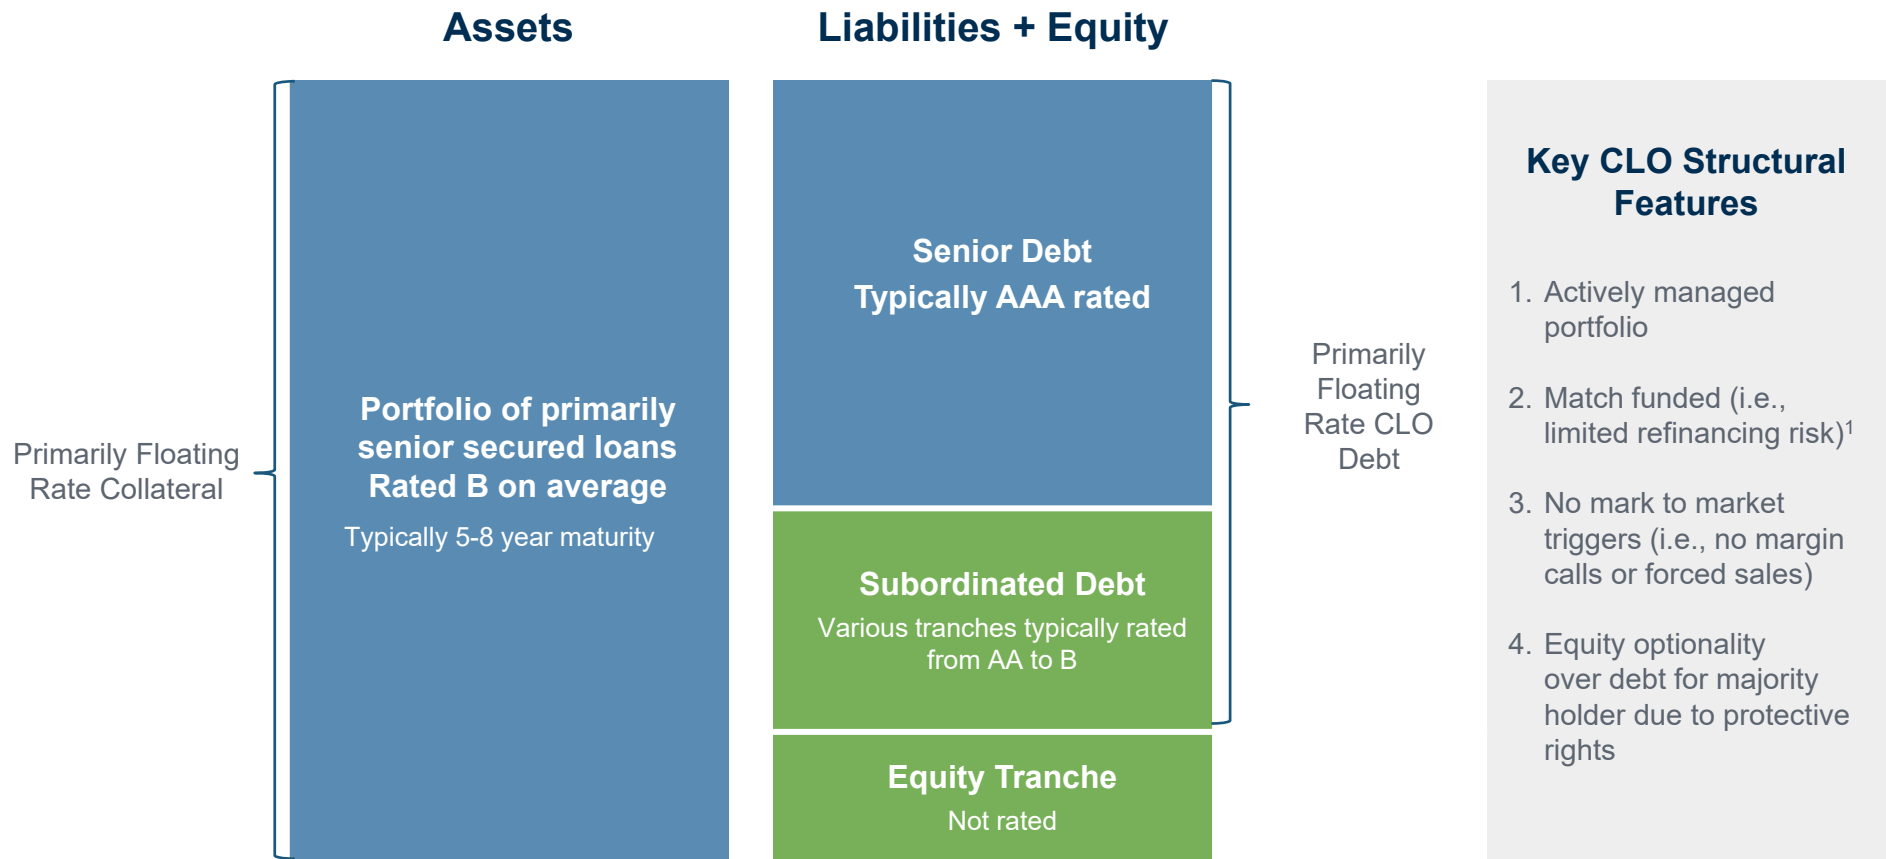 Assets
Liabilities + Equity
Primarily Floating
Rate Collateral
Portfolio of primarily
senior secured loans
Rated B on average
Typically 5-8 year maturity
Senior Debt
Typically AAA rated
Subordinated Debt
Various tranches typically rated
from AA to B
Equity Tranche
Not rated
Primarily
Floating
Rate CLO
Debt
Key CLO Structural
Features
1. Actively managed
portfolio
2. Match funded (i.e.,
limited refinancing risk)¹
3. No mark to market
triggers (i.e., no margin
calls or forced sales)
4. Equity optionality
over debt for majority
holder due to protective
rights